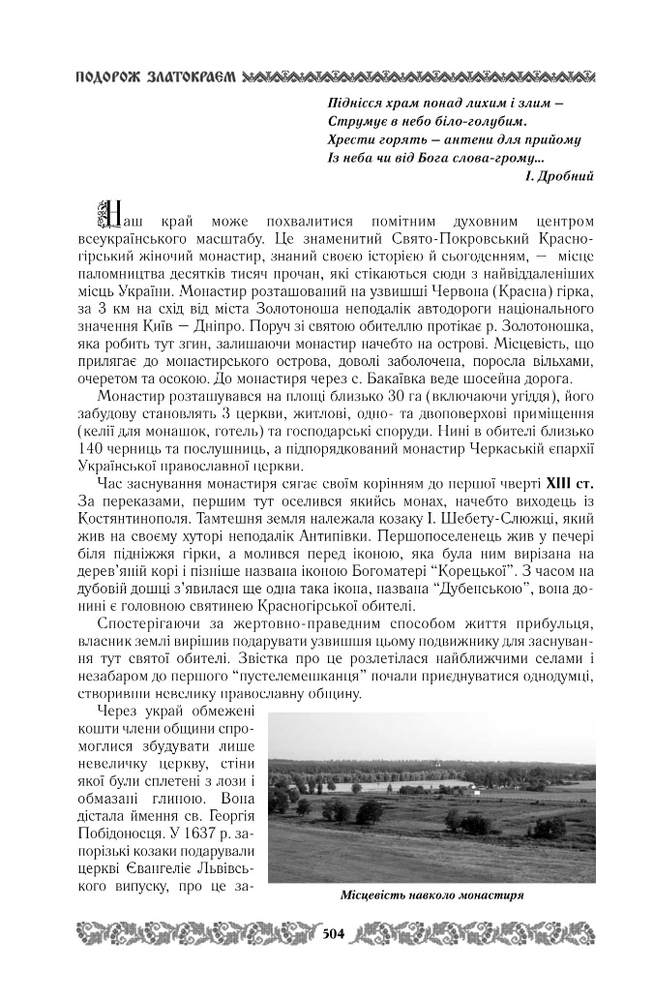 ПОДОРОЖ ЗЛАТОКРАЄМ
Піднісся храм понад лихим і злим –
Струмує в небо біло-голубим.
Хрести горять – антени для прийому
Із неба чи від Бога слова-грому...
І. Дробний
Наш край може похвалитися помітним духовним центром
всеукраїнського масштабу. Це знаменитий Свято-Покровський Красно-
гірський жіночий монастир, знаний своєю історією й сьогоденням, — місце
паломництва десятків тисяч прочан, які стікаються сюди з найвіддаленіших
місць України. Монастир розташований на узвишші Червона (Красна) гірка,
за 3 км на схід від міста Золотоноша неподалік автодороги національного
значення Київ — Дніпро. Поруч зі святою обителлю протікає р. Золотоношка,
яка робить тут згин, залишаючи монастир начебто на острові. Місцевість, що
прилягає до монастирського острова, доволі заболочена, поросла вільхами,
очеретом та осокою. До монастиря через с. Бакаївка веде шосейна дорога.
Монастир розташувався на площі близько 30 га (включаючи угіддя), його
забудову становлять 3 церкви, житлові, одно- та двоповерхові приміщення
(келії для монашок, готель) та господарські споруди. Нині в обителі близько
140 черниць та послушниць, а підпорядкований монастир Черкаській єпархії
Української православної церкви.
Час заснування монастиря сягає своїм корінням до першої чверті XIII ст.
За переказами, першим тут оселився якийсь монах, начебто виходець із
Костянтинополя. Тамтешня земля належала козаку І. Шебету-Слюжці, який
жив на своєму хуторі неподалік Антипівки. Першопоселенець жив у печері
біля підніжжя гірки, а молився перед іконою, яка була ним вирізана на
дерев’яній корі і пізніше названа іконою Богоматері “Корецької”. З часом на
дубовій дошці з’явилася ще одна така ікона, названа “Дубенською”, вона до-
нині є головною святинею Красногірської обителі.
Спостерігаючи за жертовно-праведним способом життя прибульця,
власник землі вирішив подарувати узвишшя цьому подвижнику для заснуван-
ня тут святої обителі. Звістка про це розлетілася найближчими селами і
незабаром до першого “пустелемешканця” почали приєднуватися однодумці,
створивши невелику православну общину.
Через украй обмежені
кошти члени общини спро-
моглися збудувати лише
невеличку церкву, стіни
якої були сплетені з лози і
обмазані глиною. Вона
дістала ймення св. Георгія
Побідоносця. У 1637 р. за-
порізькі козаки подарували
церкві Євангеліє Львівсь-
кого випуску, про це за-
Місцевість навколо монастиря
504